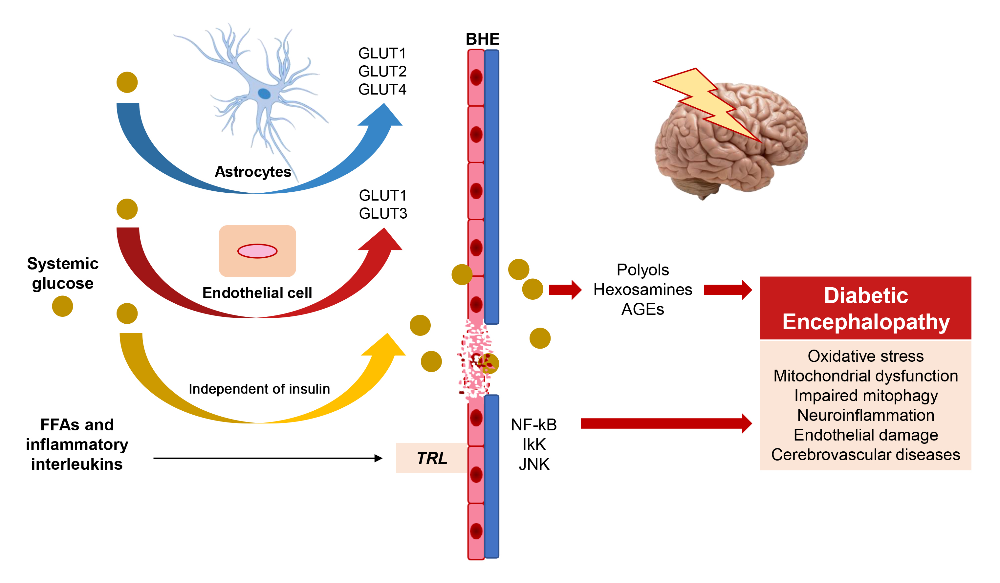 BHE
GLUT1
GLUT2
GLUT4
Astrocytes
GLUT1
GLUT3
Endothelial cell
Systemic
glucose
Independent of insulin
FFAs and
inflammatory
interleukins
TRL
Polyols
Hexosamines
AGEs
NF-kB
IkK
JNK
Diabetic
Encephalopathy
Oxidative stress
Mitochondrial dysfunction
Impaired mitophagy
Neuroinflammation
Endothelial damage
Cerebrovascular diseases